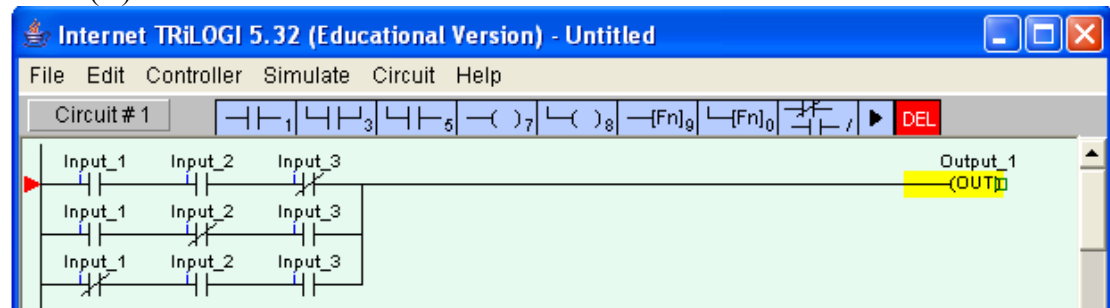 Internet TRiLOGI 5.32 (Educational Version) - Untitled
File Edit Controller Simulate Circuit Help
Circuit # 1 1 3 5 ( )7 ( )8 [Fn]9 [Fn]0 / DEL
Input_1 Input_2 Input_3 Output_1
(OUT)
Input_1 Input_2 Input_3
Input_1 Input_2 Input_3